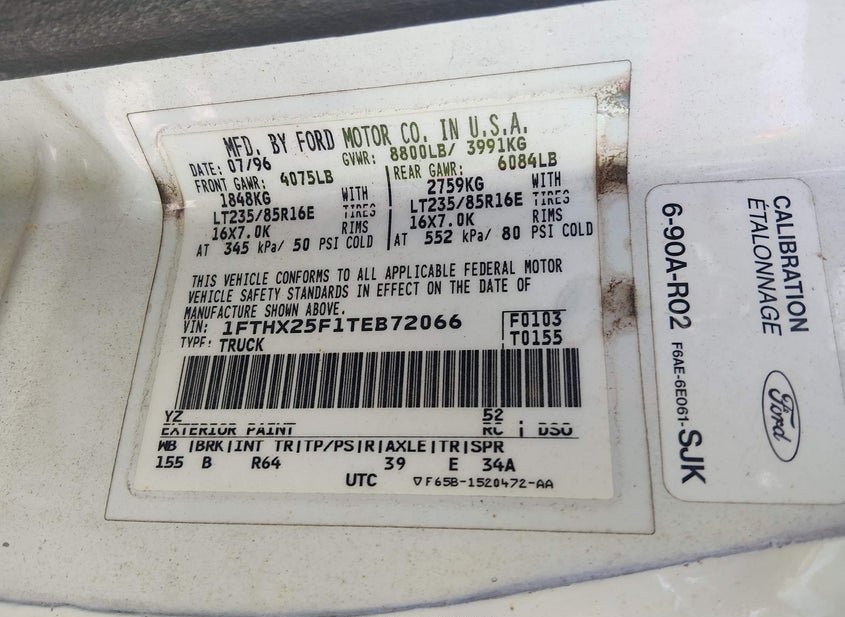 MFD. BY FORD MOTOR CO. IN U.S.A.
DATE: 07/96 GVWR: 8800LB/ 3991KG
FRONT GAWR: 4075LB REAR GAWR: 6084LB
1848KG WITH 2759KG WITH
LT235/85R16E TIRES LT235/85R16E TIRES
16X7.0K RIMS 16X7.0K RIMS
AT 345 kPa/ 50 PSI COLD AT 552 kPa/ 80 PSI COLD
THIS VEHICLE CONFORMS TO ALL APPLICABLE FEDERAL MOTOR
VEHICLE SAFETY STANDARDS IN EFFECT ON THE DATE OF
MANUFACTURE SHOWN ABOVE.
VIN: 1FTHX25F1TEB72066 F0103
TYPE: TRUCK T0155
YZ 52
EXTERIOR PAINT RC | DSO
WB |BRK|INT TR|TP/PS|R|AXLE|TR|SPR
155 B R64 39 E 34A
UTC ▽F65B-1520472-AA
CALIBRATION
ÉTALONNAGE
Ford
6-90A-R02
F6AE-6E061-SJK